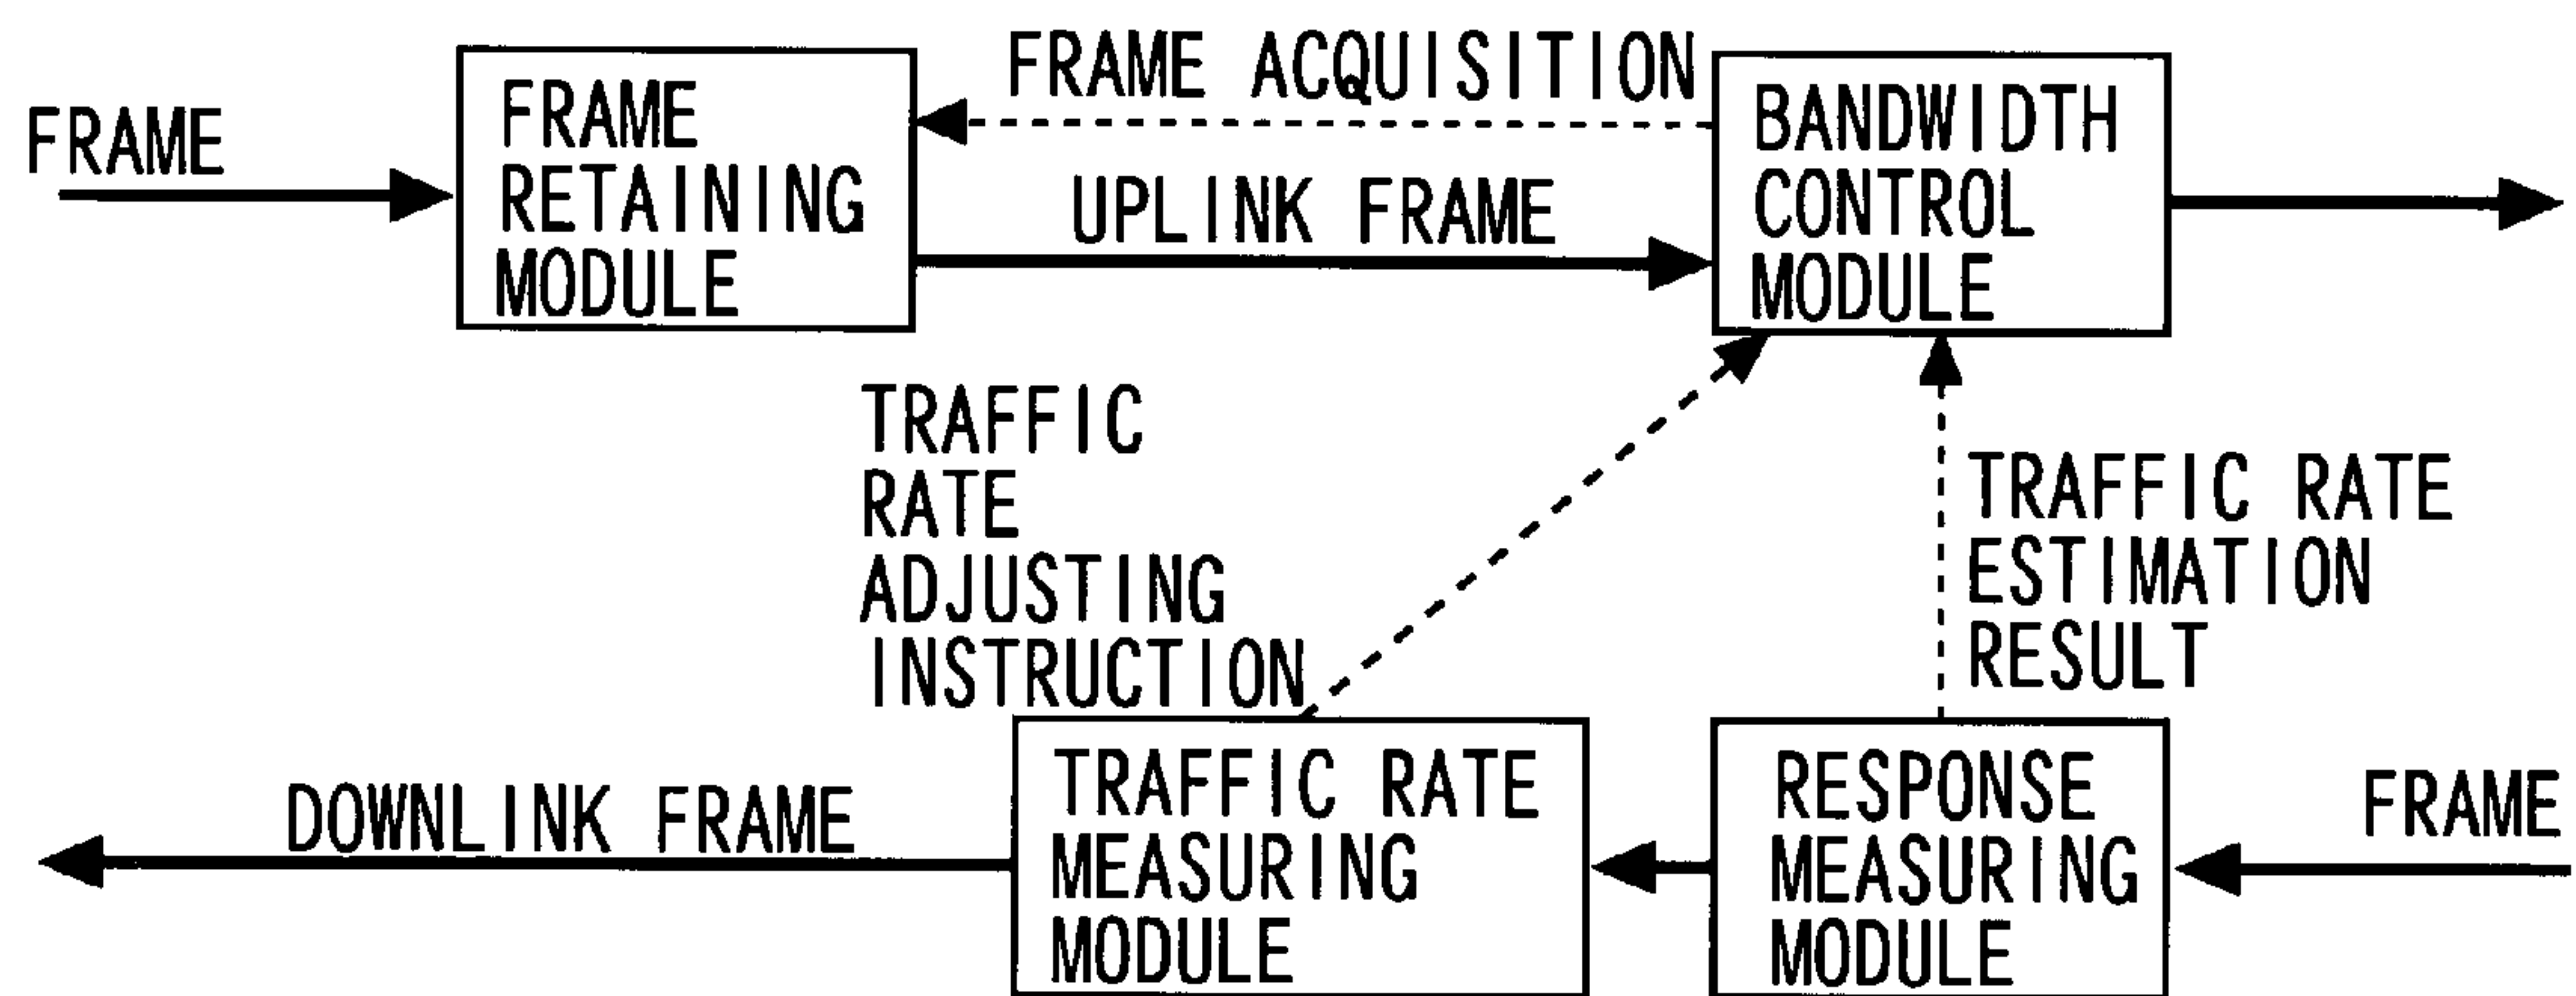 FRAME
FRAME
RETAINING
MODULE
FRAME ACQUISITION
UPLINK FRAME
BANDWIDTH
CONTROL
MODULE
TRAFFIC
RATE
ADJUSTING
INSTRUCTION
TRAFFIC RATE
ESTIMATION
RESULT
DOWNLINK FRAME
TRAFFIC RATE
MEASURING
MODULE
RESPONSE
MEASURING
MODULE
FRAME